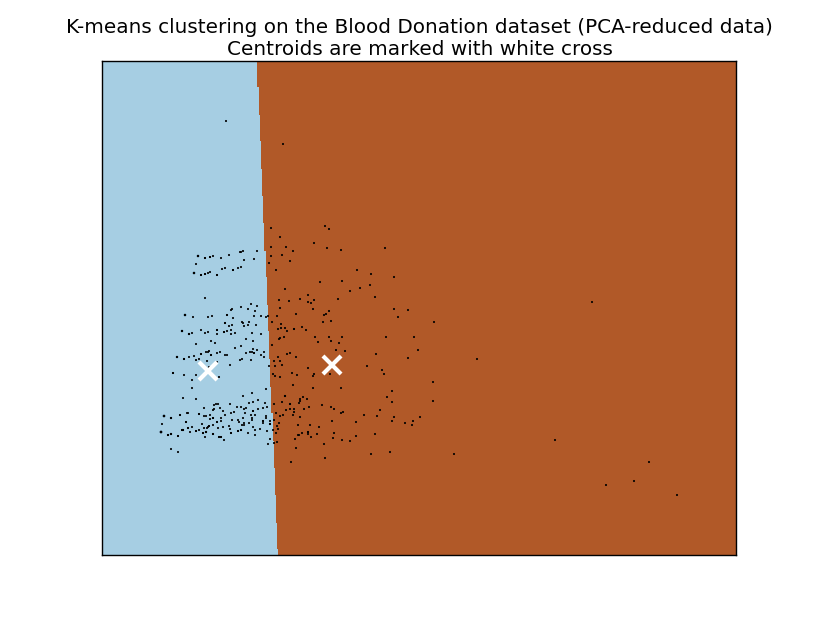 K-means clustering on the Blood Donation dataset (PCA-reduced data)
Centroids are marked with white cross